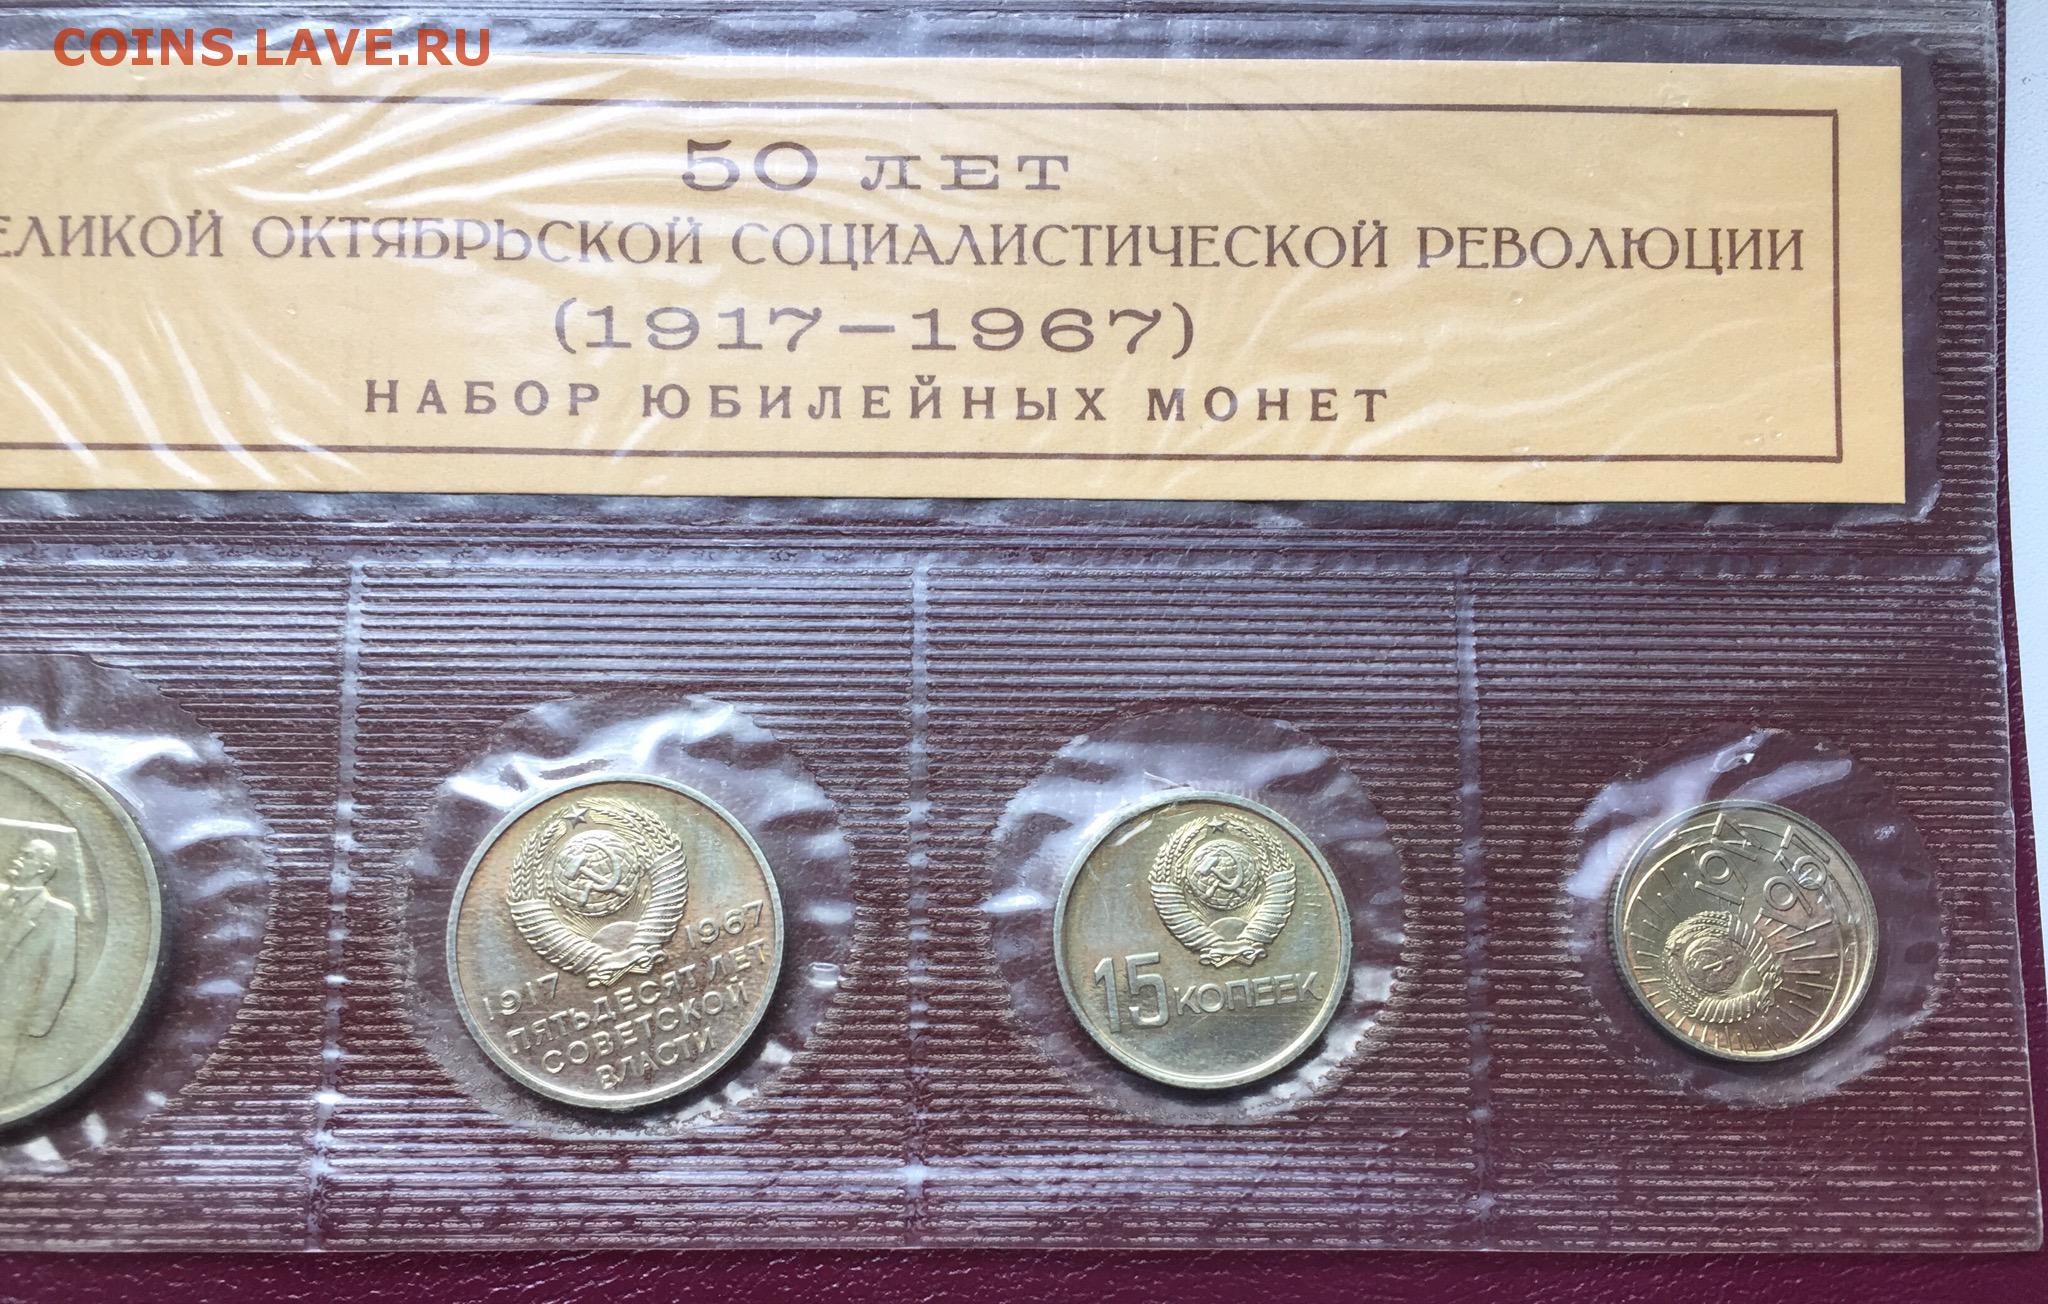 COINS.LAVE.RU
50 ЛЕТ
ЕЛИКОЙ ОКТЯБРЬСКОЙ СОЦИАЛИСТИЧЕСКОЙ РЕВОЛЮЦИИ
(1917-1967)
НАБОР ЮБИЛЕЙНЫХ МОНЕТ
1917 1967
ПЯТЬДЕСЯТ ЛЕТ
СОВЕТСКОЙ
ВЛАСТИ
15 КОПЕЕК
1917
1967